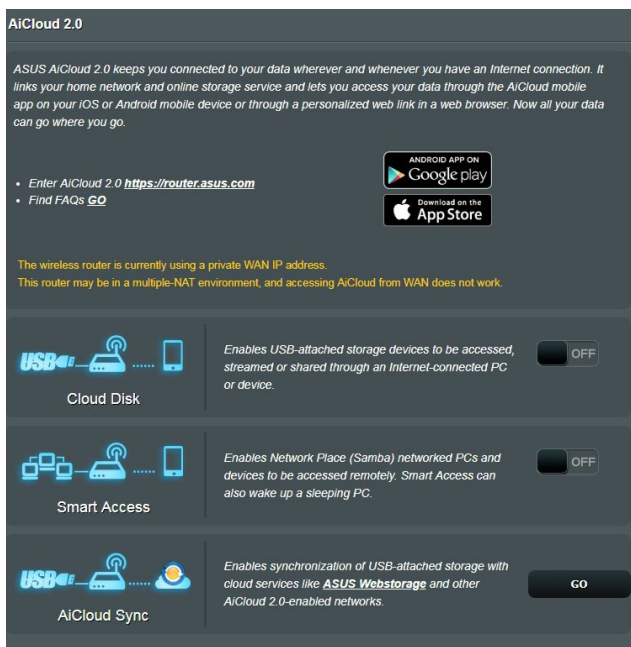 AiCloud 2.0
ASUS AiCloud 2.0 keeps you connected to your data wherever and whenever you have an Internet connection. It
links your home network and online storage service and lets you access your data through the AiCloud mobile
app on your iOS or Android mobile device or through a personalized web link in a web browser. Now all your data
can go where you go.
ANDROID APP ON
Google play
• Enter AiCloud 2.0 https://router.asus.com
• Find FAQs GO
Download on the
App Store
The wireless router is currently using a private WAN IP address.
This router may be in a multiple-NAT environment, and accessing AiCloud from WAN does not work.
USB
Cloud Disk
Enables USB-attached storage devices to be accessed,
streamed or shared through an Internet-connected PC
or device.
OFF
Smart Access
Enables Network Place (Samba) networked PCs and
devices to be accessed remotely. Smart Access can
also wake up a sleeping PC.
OFF
USB
AiCloud Sync
Enables synchronization of USB-attached storage with
cloud services like ASUS Webstorage and other
AiCloud 2.0-enabled networks.
GO